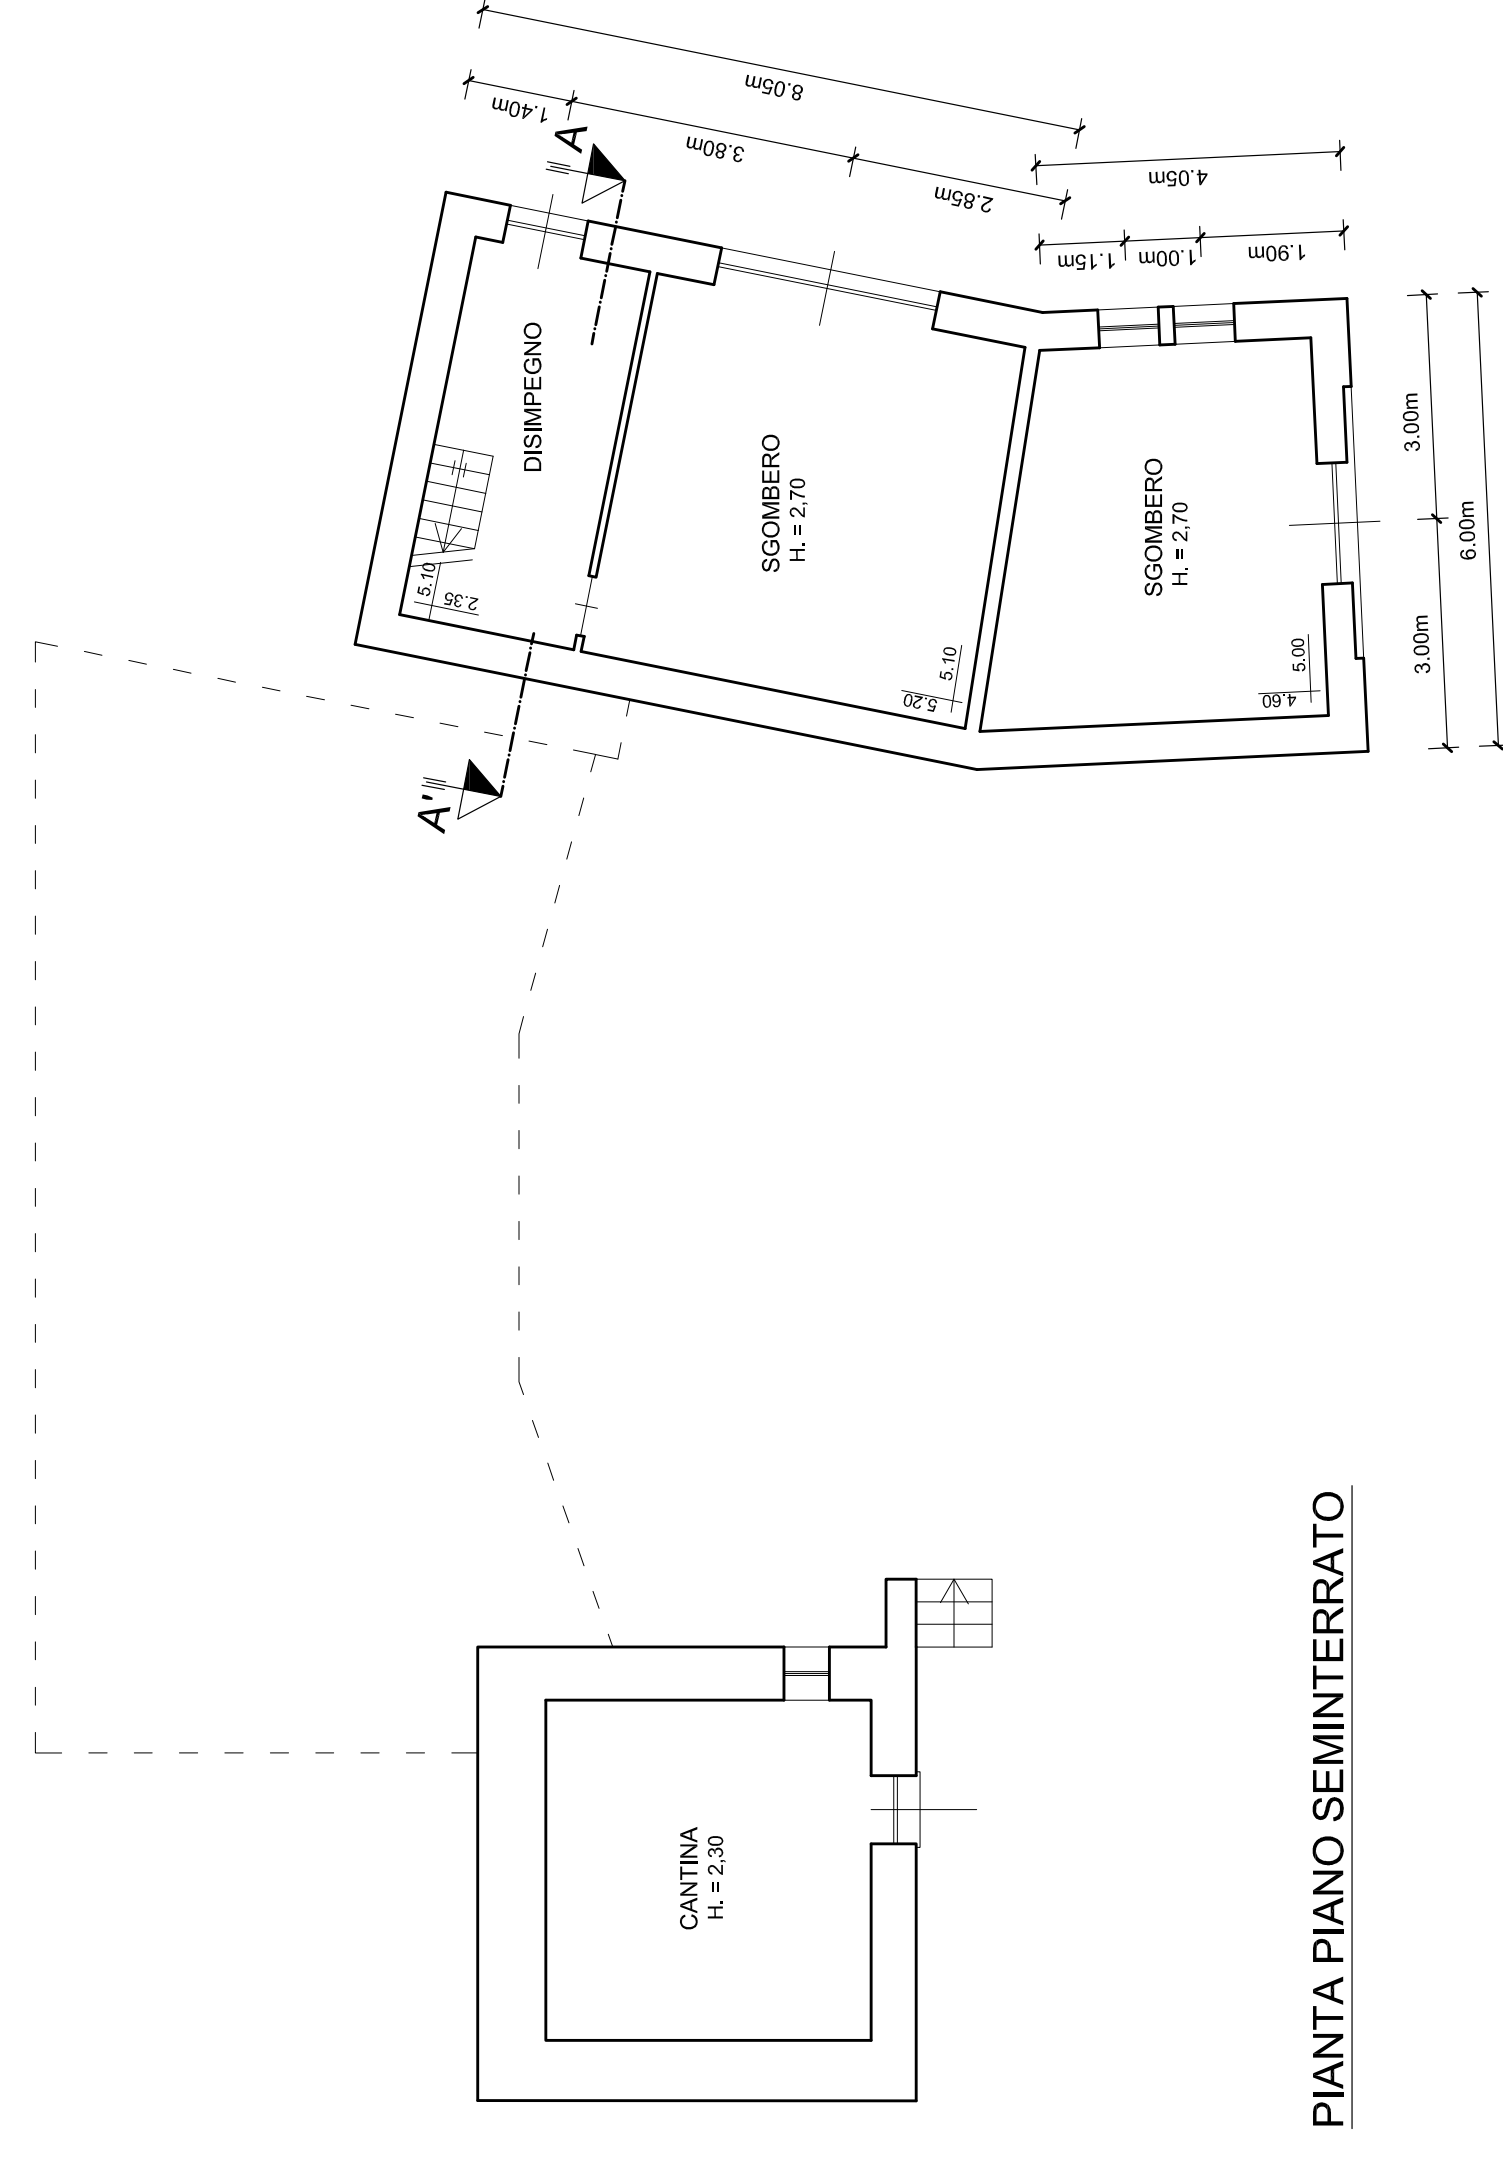 8.05m
1.40m
3.80m
2.85m
A
4.05m
1.15m
1.00m
1.90m
DISIMPEGNO
5.10
2.35
SGOMBERO
H. = 2,70
5.10
5.20
SGOMBERO
H. = 2,70
5.00
4.60
3.00m
3.00m
6.00m
A'
CANTINA
H. = 2,30
PIANTA PIANO SEMINTERRATO